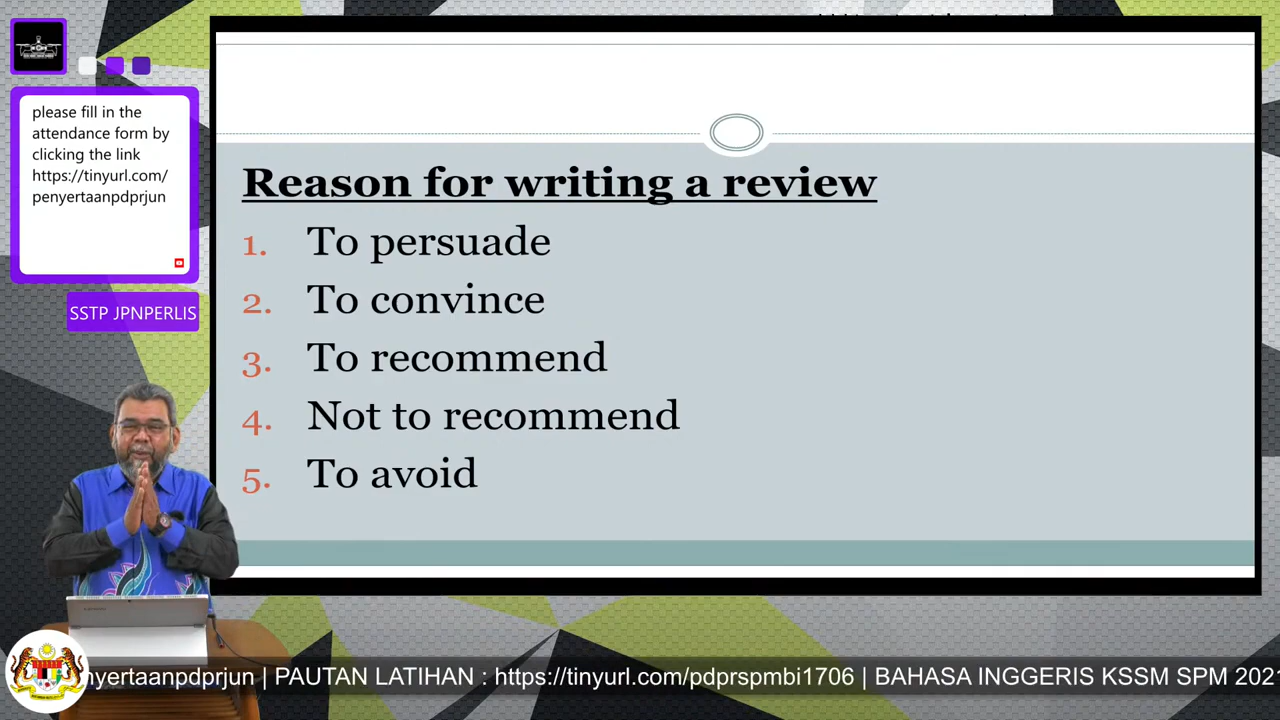 please fill in the
attendance form by
clicking the link
https://tinyurl.com/
penyertaanpdprjun
SSTP JPNPERLIS
Reason for writing a review
1. To persuade
2. To convince
3. To recommend
4. Not to recommend
5. To avoid
nyertaanpdprjun | PAUTAN LATIHAN : https://tinyurl.com/pdprspmbi1706 | BAHASA INGGERIS KSSM SPM 2021